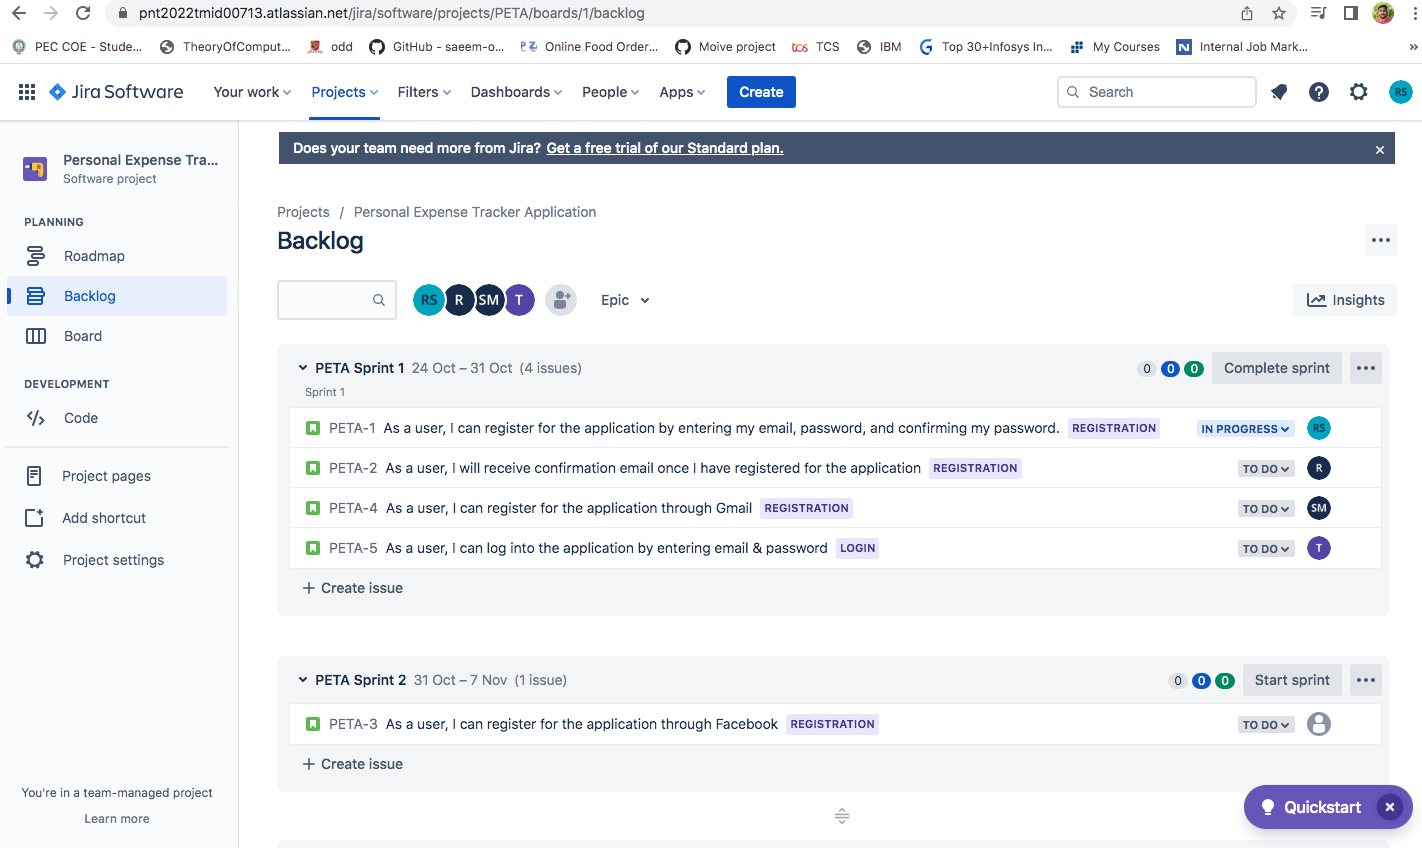 pnt2022tmid00713.atlassian.net/jira/software/projects/PETA/boards/1/backlog
PEC COE - Stude... TheoryOfComput... odd GitHub - saeem-o... PZ Online Food Order... Moive project tcs TCS IBM Top 30+Infosys In... My Courses N Internal Job Mark... »
Jira Software Your work Projects Filters Dashboards People Apps Create Search RS
Does your team need more from Jira? Get a free trial of our Standard plan.
Personal Expense Tra...
Software project
PLANNING
Roadmap
Backlog
Board
DEVELOPMENT
Code
Project pages
Add shortcut
Project settings
You're in a team-managed project
Learn more
Projects / Personal Expense Tracker Application
Backlog
RS R SM T Epic Insights
PETA Sprint 1 24 Oct – 31 Oct (4 issues) 0 0 0 Complete sprint
Sprint 1
PETA-1 As a user, I can register for the application by entering my email, password, and confirming my password. REGISTRATION IN PROGRESS RS
PETA-2 As a user, I will receive confirmation email once I have registered for the application REGISTRATION TO DO R
PETA-4 As a user, I can register for the application through Gmail REGISTRATION TO DO SM
PETA-5 As a user, I can log into the application by entering email & password LOGIN TO DO T
+ Create issue
PETA Sprint 2 31 Oct – 7 Nov (1 issue) 0 0 0 Start sprint
PETA-3 As a user, I can register for the application through Facebook REGISTRATION TO DO
+ Create issue
Quickstart